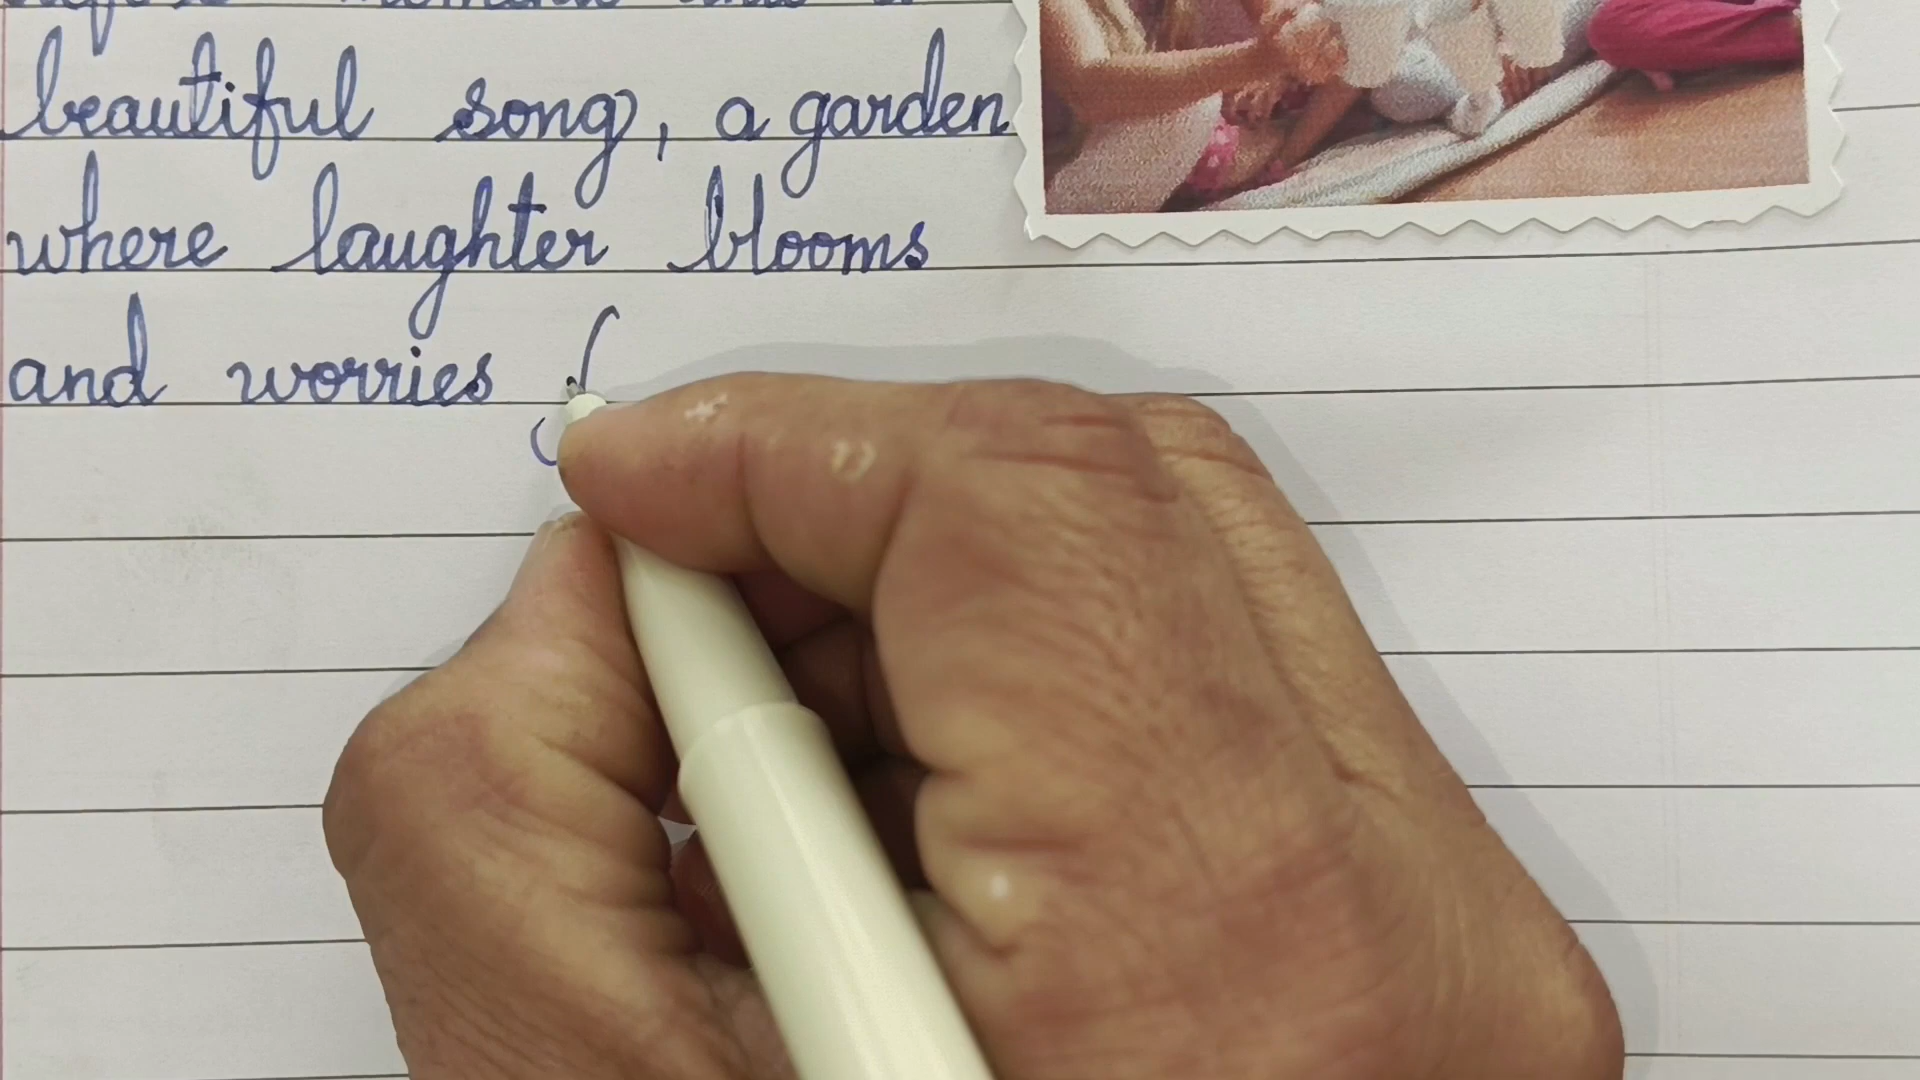 beautiful song, a garden
where laughter blooms
and worries f